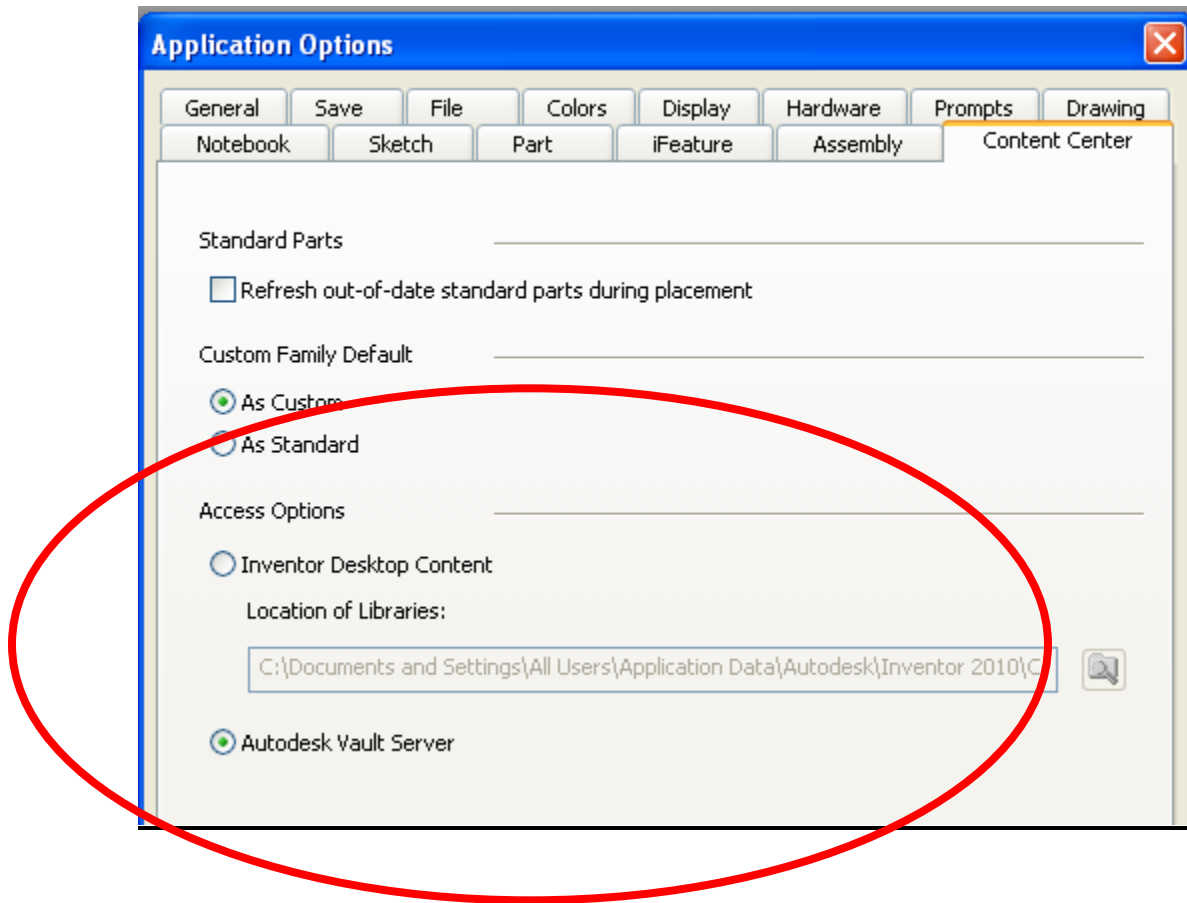 Application Options
General Save File Colors Display Hardware Prompts Drawing
Notebook Sketch Part iFeature Assembly Content Center
Standard Parts
Refresh out-of-date standard parts during placement
Custom Family Default
As Custom
As Standard
Access Options
Inventor Desktop Content
Location of Libraries:
C:\Documents and Settings\All Users\Application Data\Autodesk\Inventor 2010\C
Autodesk Vault Server